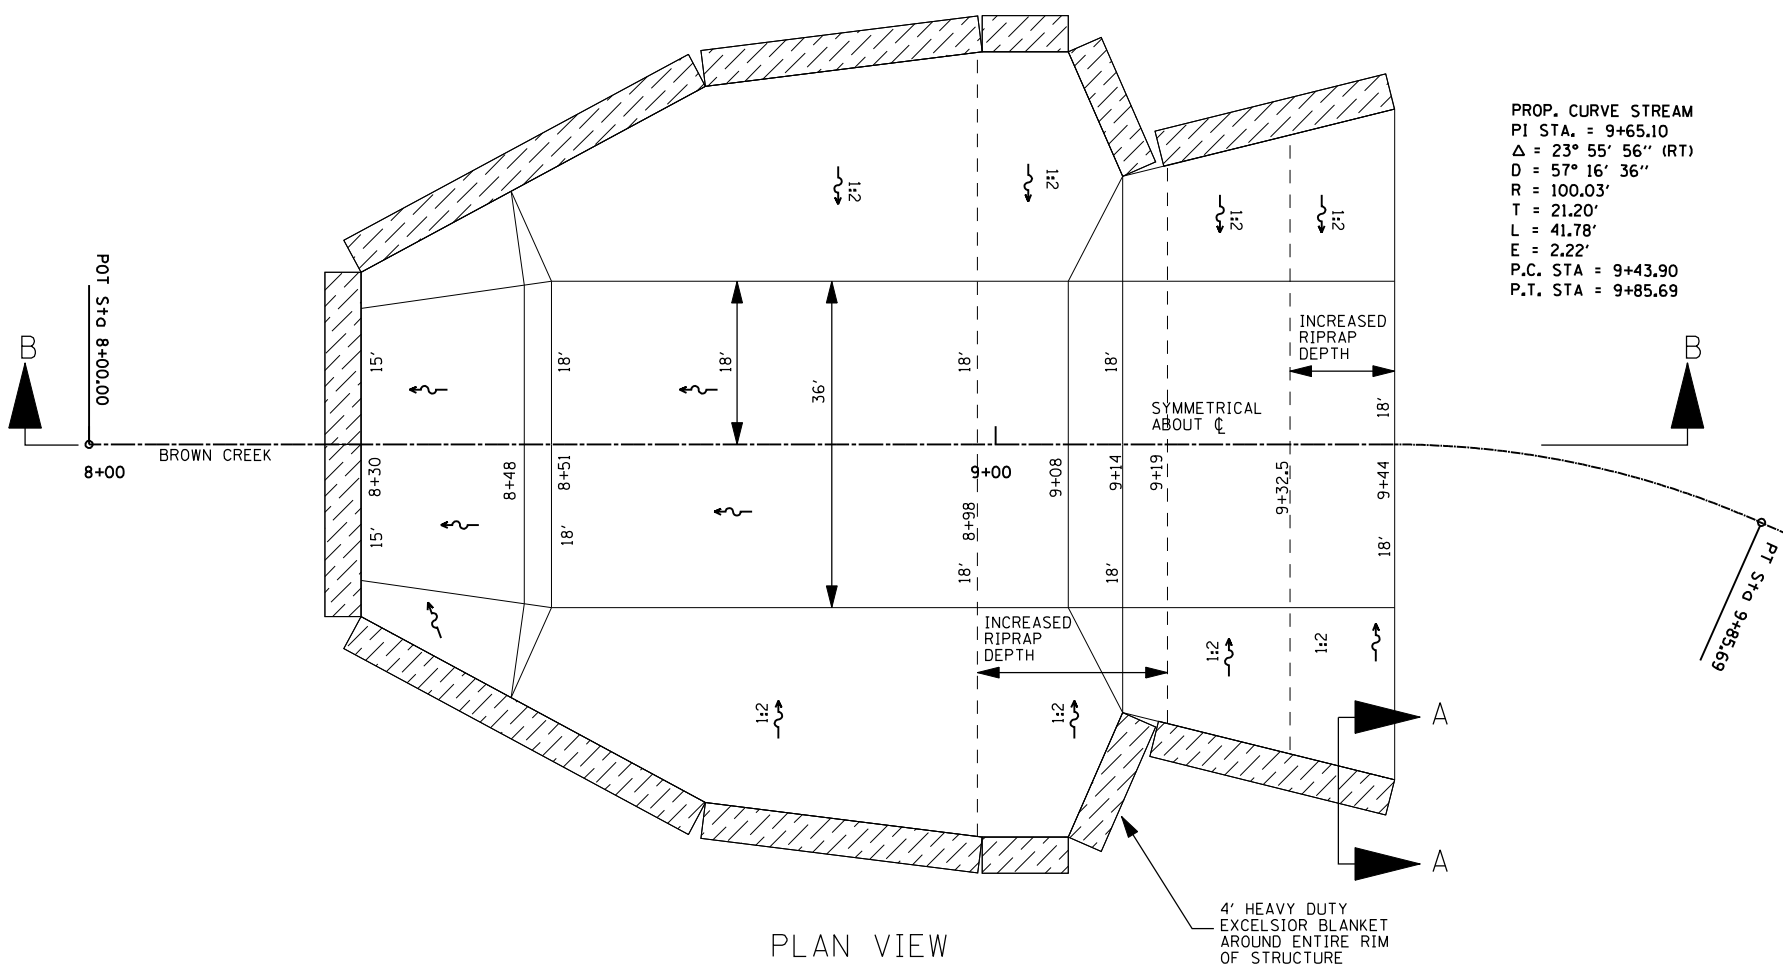 PROP. CURVE STREAM
PI STA. = 9+65.10
Δ = 23° 55' 56'' (RT)
D = 57° 16' 36''
R = 100.03'
T = 21.20'
L = 41.78'
E = 2.22'
P.C. STA = 9+43.90
P.T. STA = 9+85.69
POT Sta 8+00.00
B
B
1:2
1:2
1:2
1:2
INCREASED
RIPRAP
DEPTH
15'
18'
18'
36'
18'
18'
18'
SYMMETRICAL
ABOUT ℄
BROWN CREEK
8+00
8+30
8+48
8+51
8+98
9+00
9+08
9+14
9+19
9+32.5
9+44
15'
18'
18'
18'
18'
PT Sta 9+85.69
INCREASED
RIPRAP
DEPTH
1:2
1:2
1:2
1:2
A
A
4' HEAVY DUTY
EXCELSIOR BLANKET
AROUND ENTIRE RIM
OF STRUCTURE
PLAN VIEW